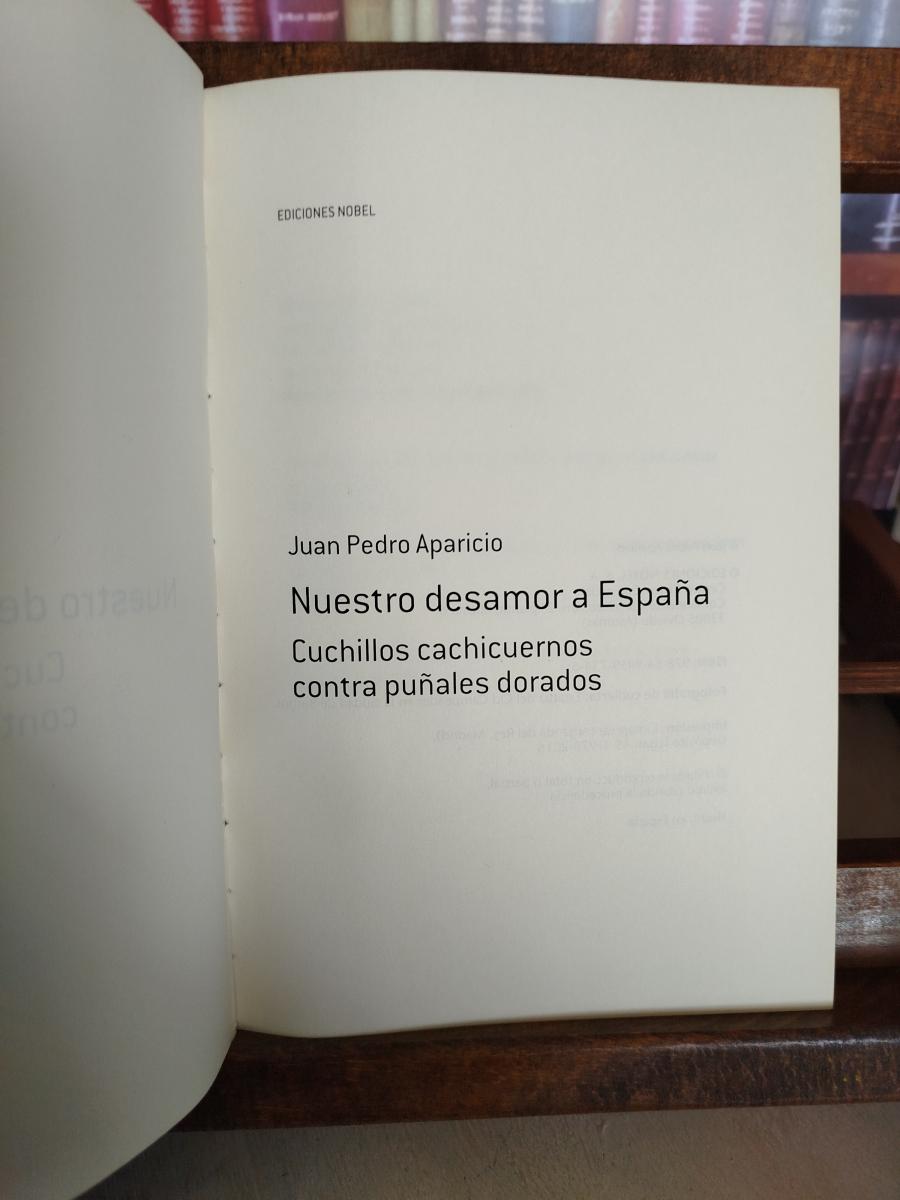 EDICIONES NOBEL
Juan Pedro Aparicio
Nuestro desamor a España
Cuchillos cachicuernos
contra puñales dorados